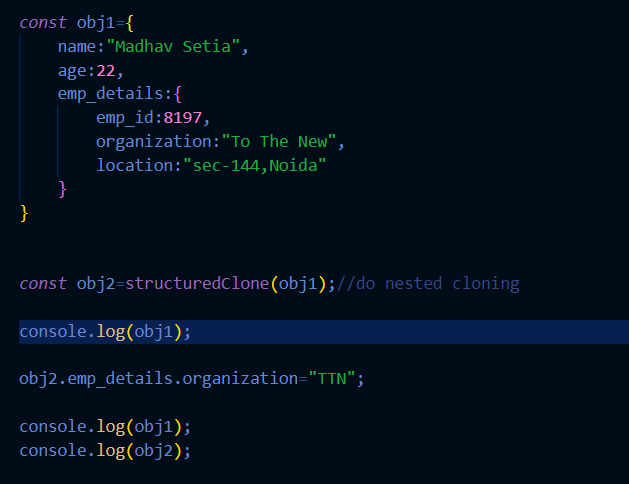 const obj1={
    name:"Madhav Setia",
    age:22,
    emp_details:{
        emp_id:8197,
        organization:"To The New",
        location:"sec-144,Noida"
    }
}
const obj2=structuredClone(obj1);//do nested cloning
console.log(obj1);
obj2.emp_details.organization="TTN";
console.log(obj1);
console.log(obj2);